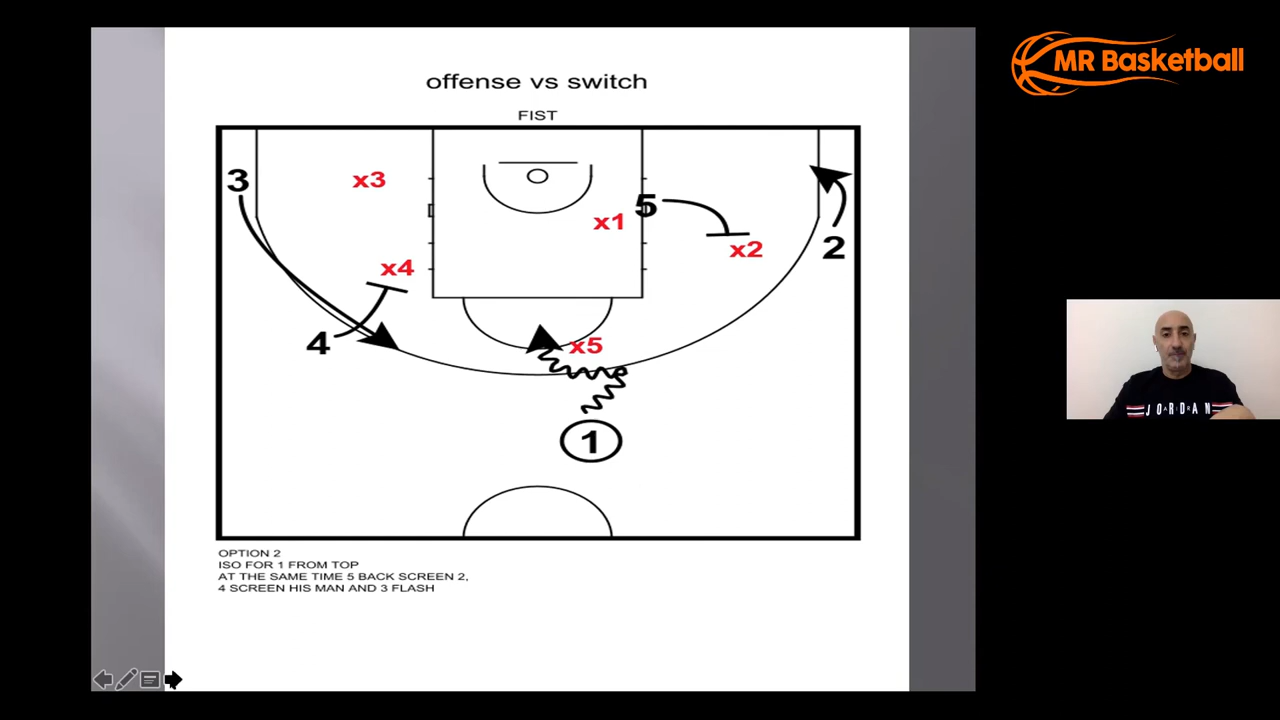 MR Basketball
offense vs switch
FIST
3
x3
5
x1
x2
2
x4
4
x5
1
OPTION 2
ISO FOR 1 FROM TOP
AT THE SAME TIME 5 BACK SCREEN 2,
4 SCREEN HIS MAN AND 3 FLASH
JORDAN